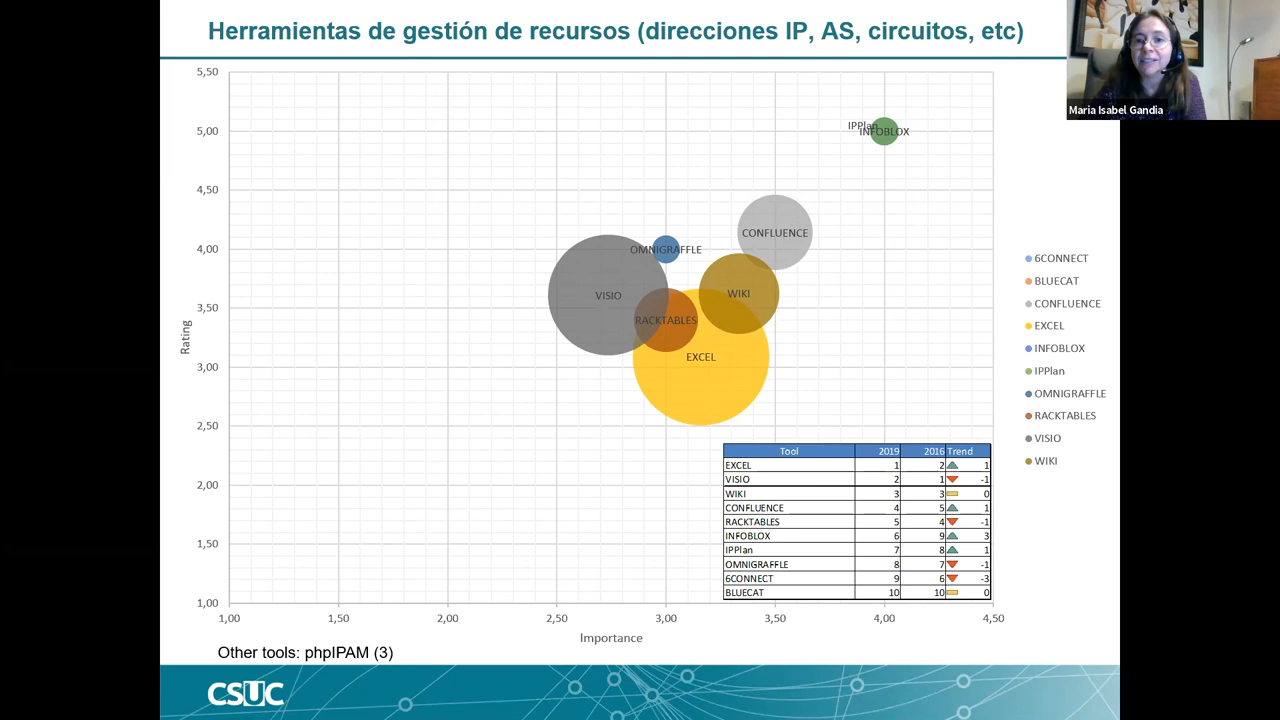 Herramientas de gestión de recursos (direcciones IP, AS, circuitos, etc)
Maria Isabel Gandia
5,50
5,00
4,50
4,00
3,50
3,00
2,50
2,00
1,50
1,00
Rating
IPPlan
INFOBLOX
CONFLUENCE
OMNIGRAFFLE
VISIO
WIKI
RACKTABLES
EXCEL
6CONNECT
BLUECAT
CONFLUENCE
EXCEL
INFOBLOX
IPPlan
OMNIGRAFFLE
RACKTABLES
VISIO
WIKI
Tool 2019 2016 Trend
EXCEL 1 2 1
VISIO 2 1 -1
WIKI 3 3 0
CONFLUENCE 4 5 1
RACKTABLES 5 4 -1
INFOBLOX 6 9 3
IPPlan 7 8 1
OMNIGRAFFLE 8 7 -1
6CONNECT 9 6 -3
BLUECAT 10 10 0
1,00 1,50 2,00 2,50 3,00 3,50 4,00 4,50
Importance
Other tools: phpIPAM (3)
CSUC